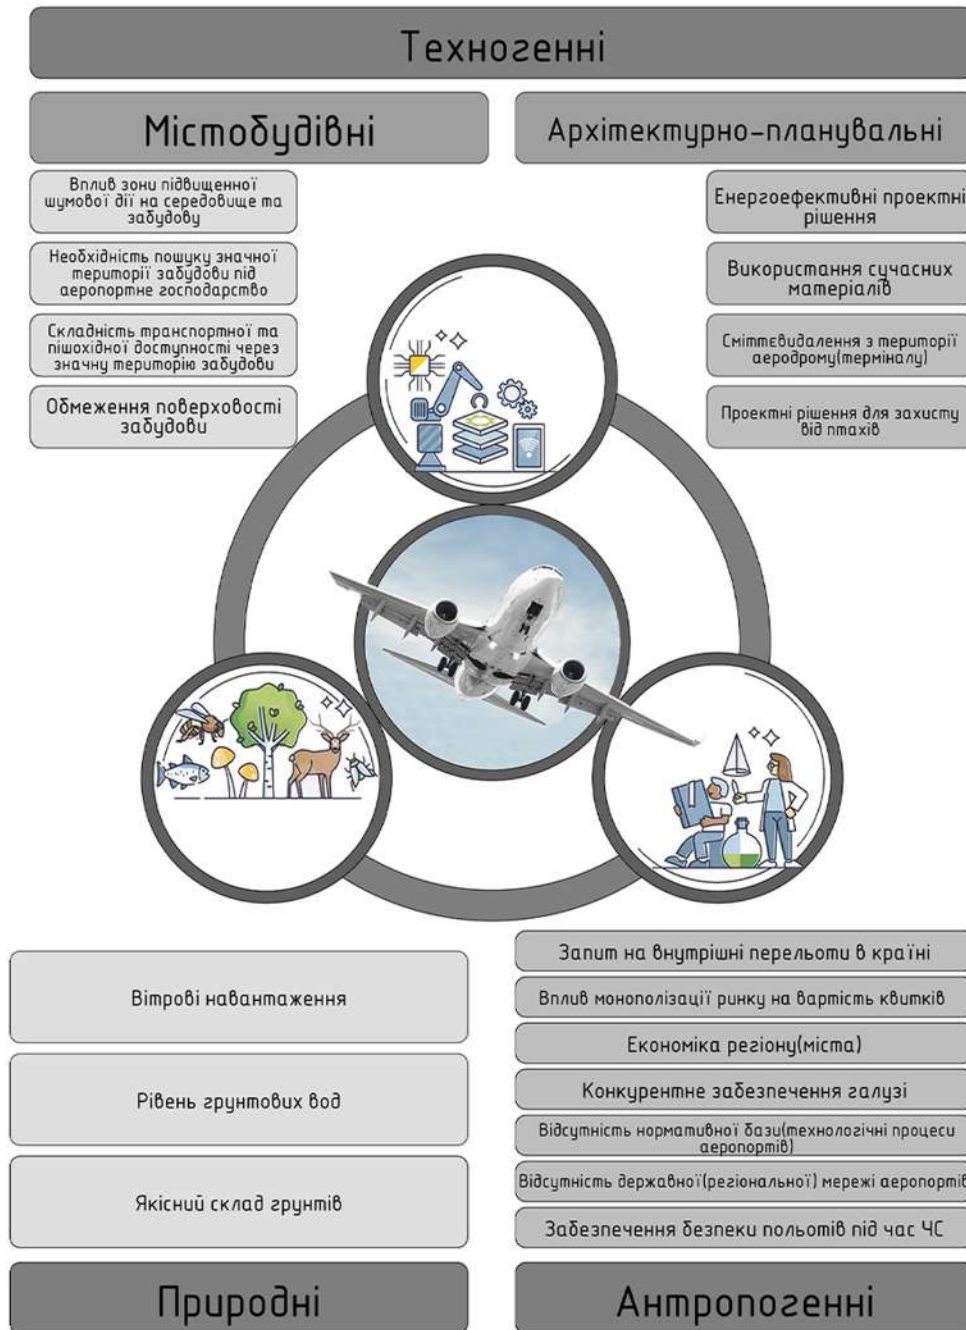 Техногенні
Містобудівні
Архітектурно-планувальні
Вплив зони підвищенної
шумової дії на середовище та
забудову
Необхідність пошуку значної
території забудови під
аеропортне господарство
Складність транспортної та
пішохідної доступності через
значну територію забудови
Обмеження поверховості
забудови
Енергоефективні проектні
рішення
Використання сучасних
матеріалів
Сміттєвидалення з території
аеродрому(терміналу)
Проектні рішення для захисту
від птахів
Вітрові навантаження
Рівень грунтових вод
Якісний склад грунтів
Природні
Запит на внутрішні перельоти в країні
Вплив монополізації ринку на вартість квитків
Економіка регіону(міста)
Конкурентне забезпечення галузі
Відсутність нормативної бази(технологічні процеси
аеропортів)
Відсутність державної(регіональної) мережі аеропортів
Забезпечення безпеки польотів під час ЧС
Антропогенні